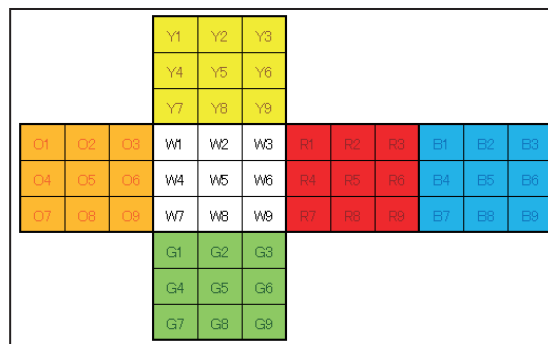 Y1 Y2 Y3
Y4 Y5 Y6
Y7 Y8 Y9
O1 O2 O3 W1 W2 W3 R1 R2 R3 B1 B2 B3
O4 O5 O6 W4 W5 W6 R4 R5 R6 B4 B5 B6
O7 O8 O9 W7 W8 W9 R7 R8 R9 B7 B8 B9
G1 G2 G3
G4 G5 G6
G7 G8 G9